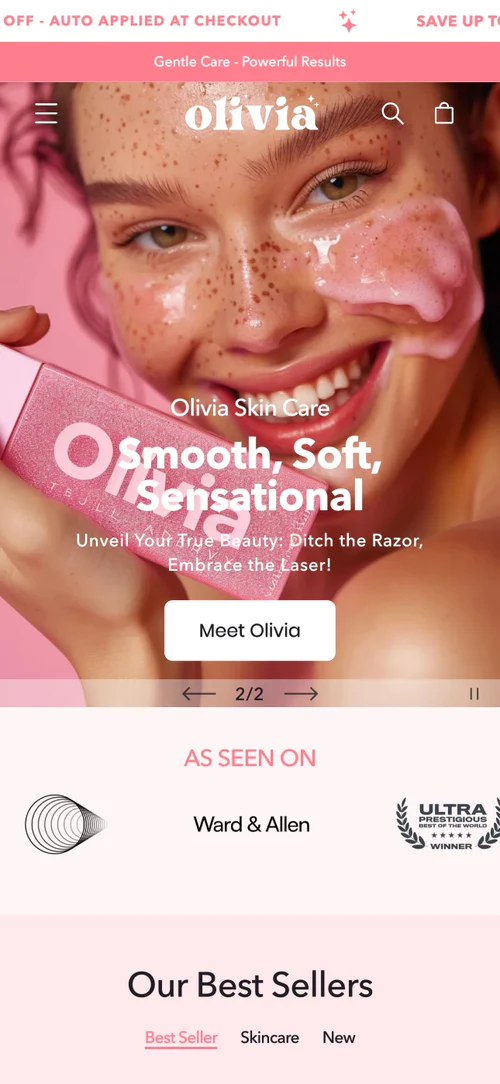 OFF - AUTO APPLIED AT CHECKOUT
SAVE UP TO
Gentle Care - Powerful Results
olivia
Olivia Skin Care
Olivia
Smooth, Soft,
Sensational
Unveil Your True Beauty: Ditch the Razor,
Embrace the Laser!
Meet Olivia
2/2
AS SEEN ON
Ward & Allen
ULTRA
PRESTIGIOUS
BEST OF THE WORLD
WINNER
Our Best Sellers
Best Seller Skincare New